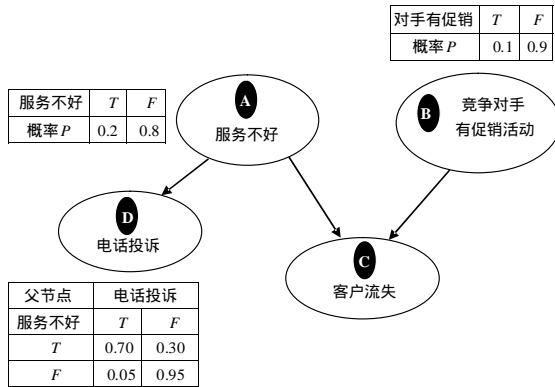 对手有促销 T F
概率P 0.1 0.9
服务不好 T F
概率P 0.2 0.8
A
服务不好
B
竞争对手
有促销活动
D
电话投诉
C
客户流失
父节点 电话投诉
服务不好 T F
T 0.70 0.30
F 0.05 0.95